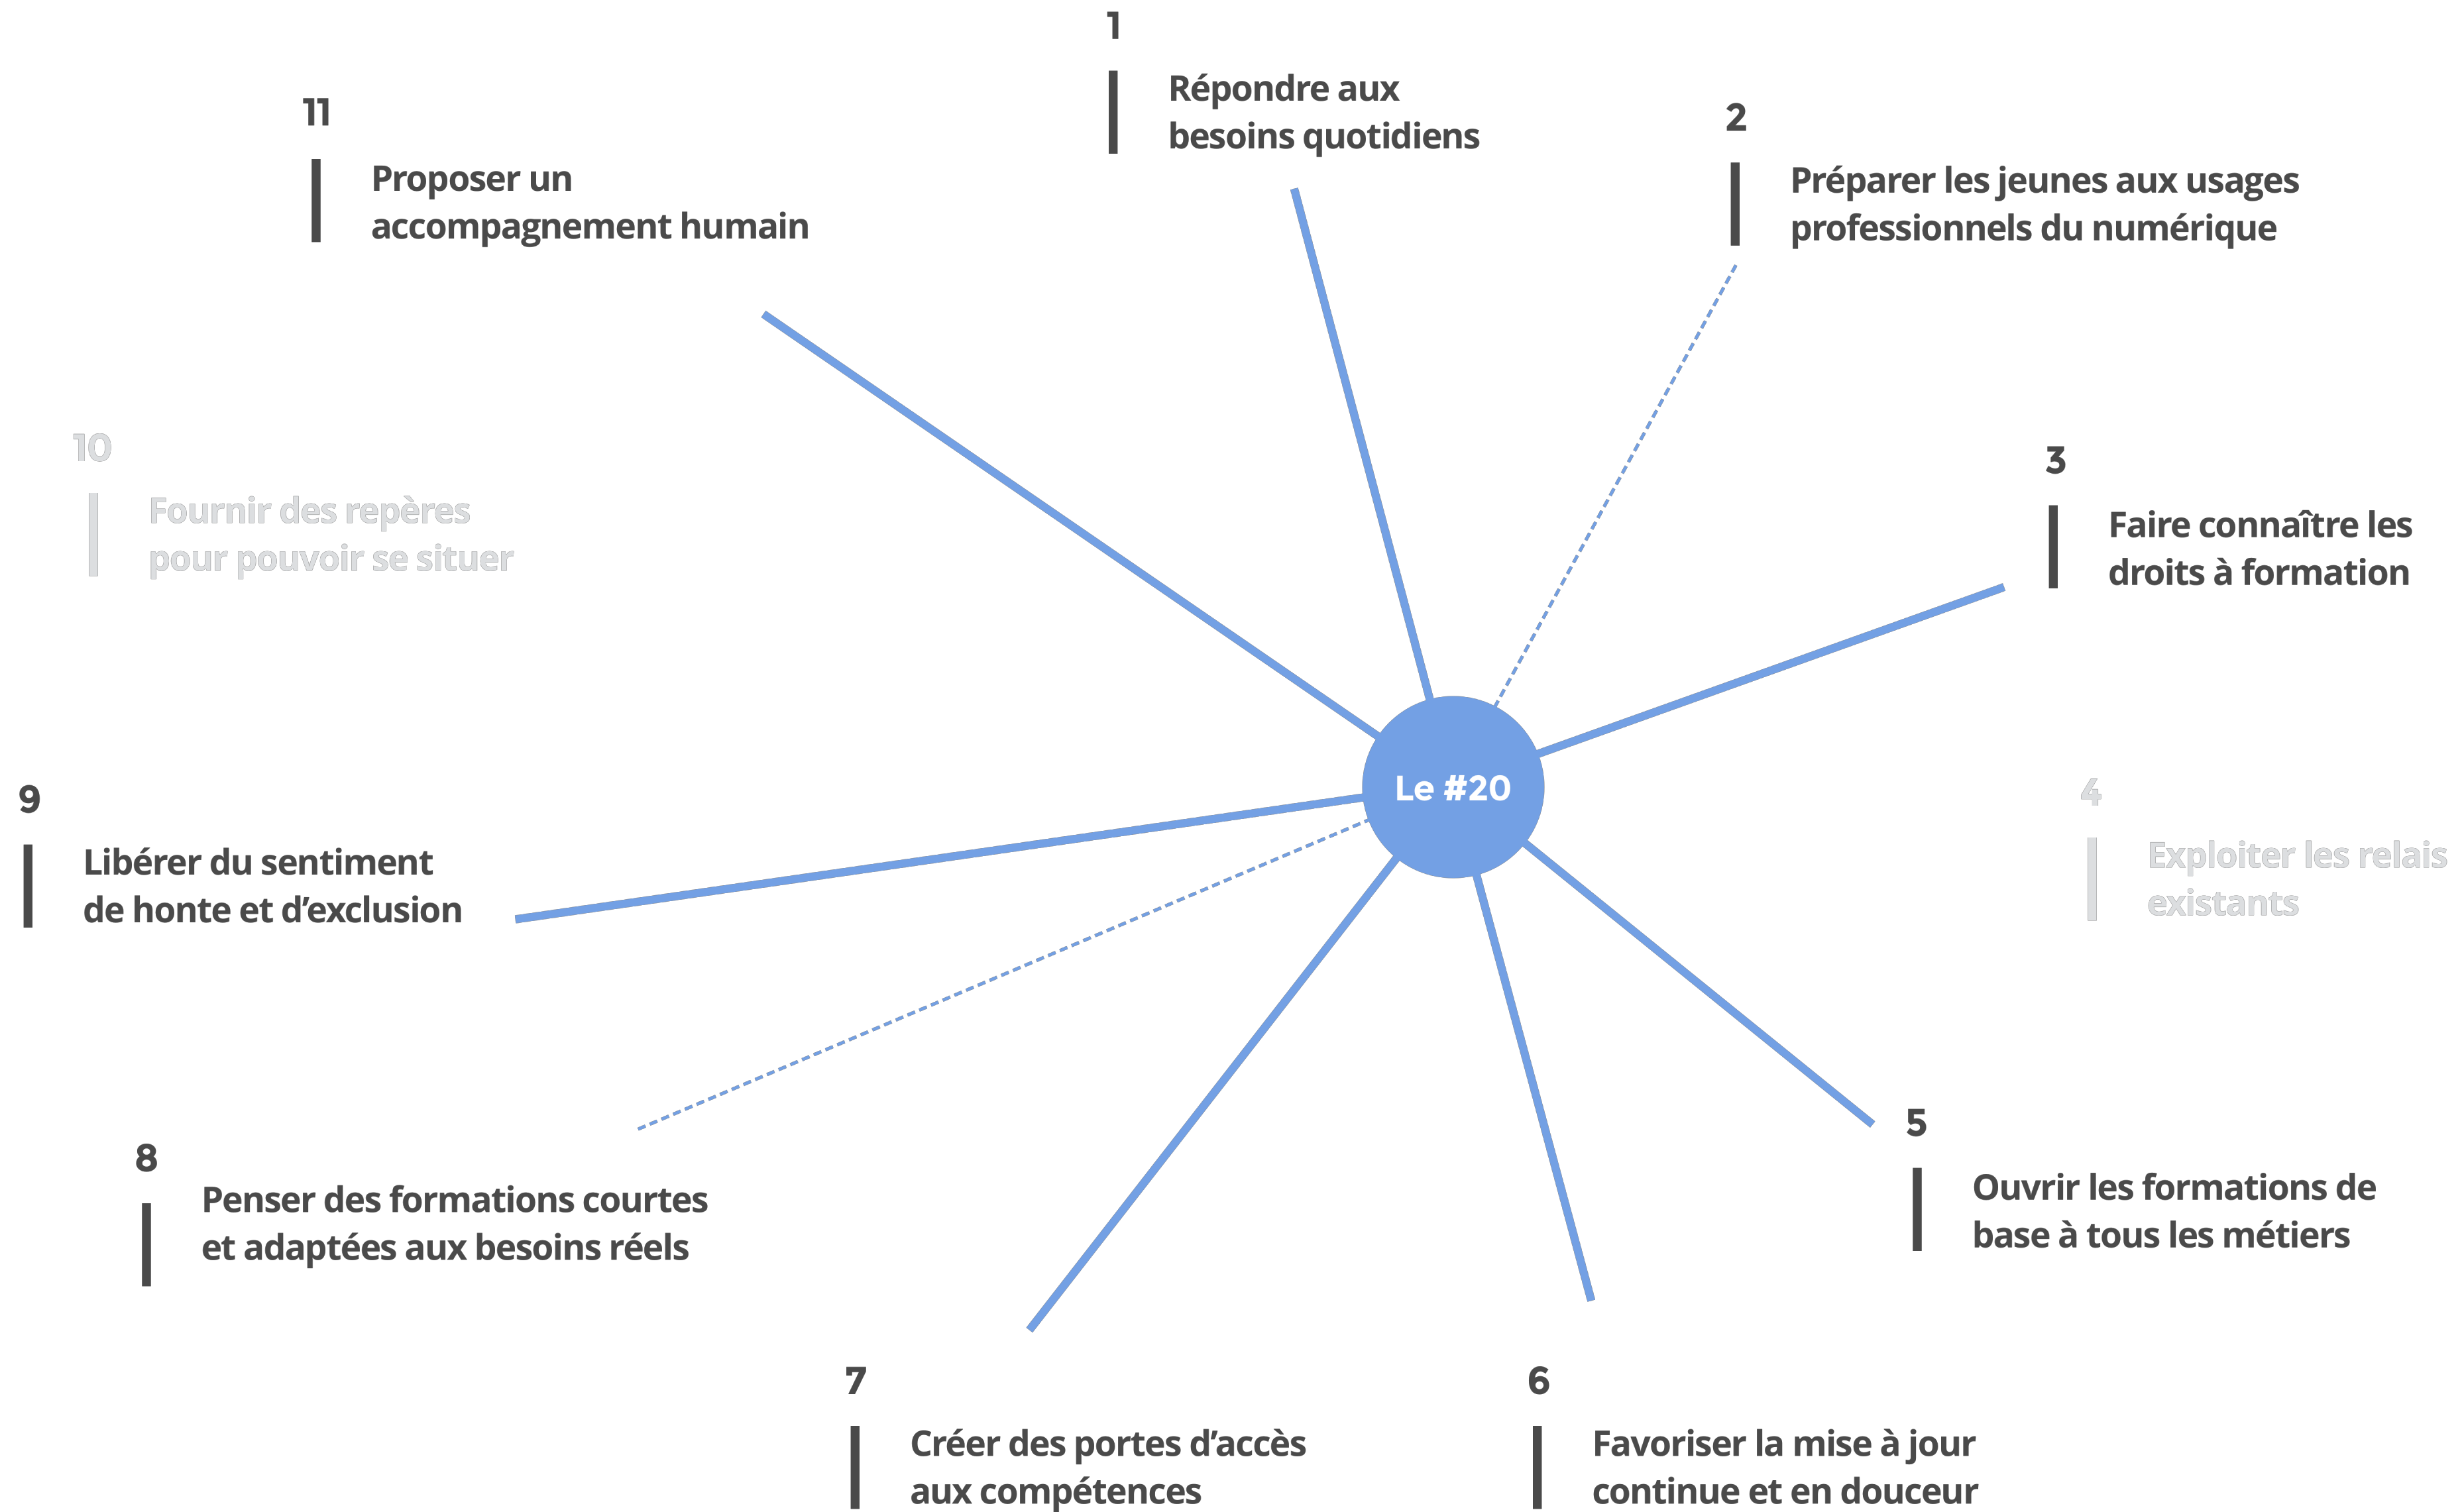 1
Répondre aux
besoins quotidiens
2
Préparer les jeunes aux usages
professionnels du numérique
3
Faire connaître les
droits à formation
4
Exploiter les relais
existants
5
Ouvrir les formations de
base à tous les métiers
6
Favoriser la mise à jour
continue et en douceur
7
Créer des portes d’accès
aux compétences
8
Penser des formations courtes
et adaptées aux besoins réels
9
Libérer du sentiment
de honte et d’exclusion
10
Fournir des repères
pour pouvoir se situer
11
Proposer un
accompagnement humain
Le #20